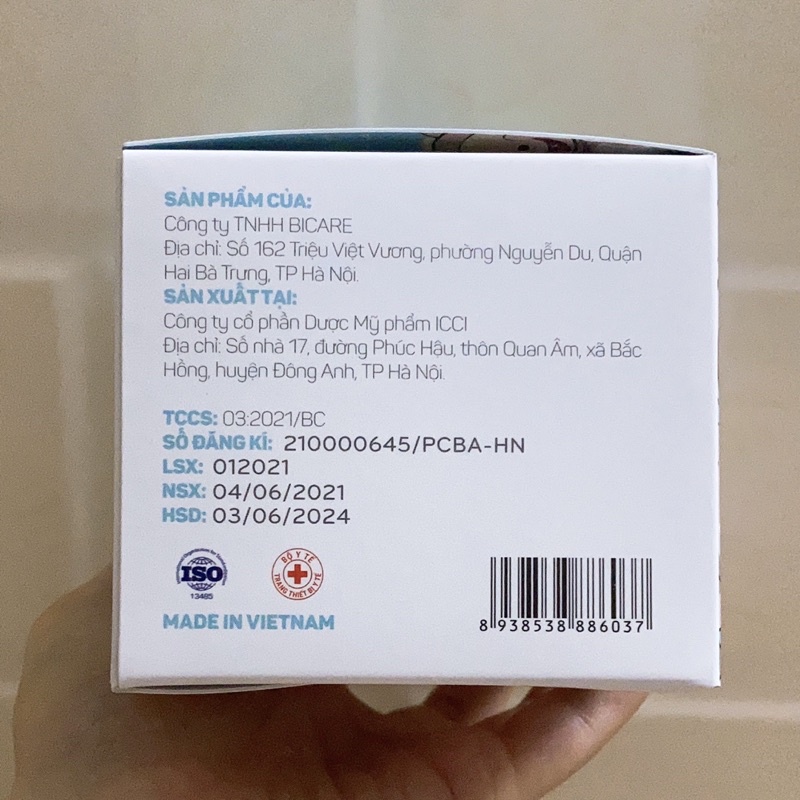 SẢN PHẨM CỦA:
Công ty TNHH BICARE
Địa chỉ: Số 162 Triệu Việt Vương, phường Nguyễn Du, Quận
Hai Bà Trưng, TP Hà Nội.
SẢN XUẤT TẠI:
Công ty cổ phần Dược Mỹ phẩm ICCI
Địa chỉ: Số nhà 17, đường Phúc Hậu, thôn Quan Âm, xã Bắc
Hồng, huyện Đông Anh, TP Hà Nội.
TCCS: 03:2021/BC
SỐ ĐĂNG KÍ: 210000645/PCBA-HN
LSX: 012021
NSX: 04/06/2021
HSD: 03/06/2024
ISO
13485
BỘ Y TẾ
TRANG THIẾT BỊ Y TẾ
MADE IN VIETNAM
8 938538 886037